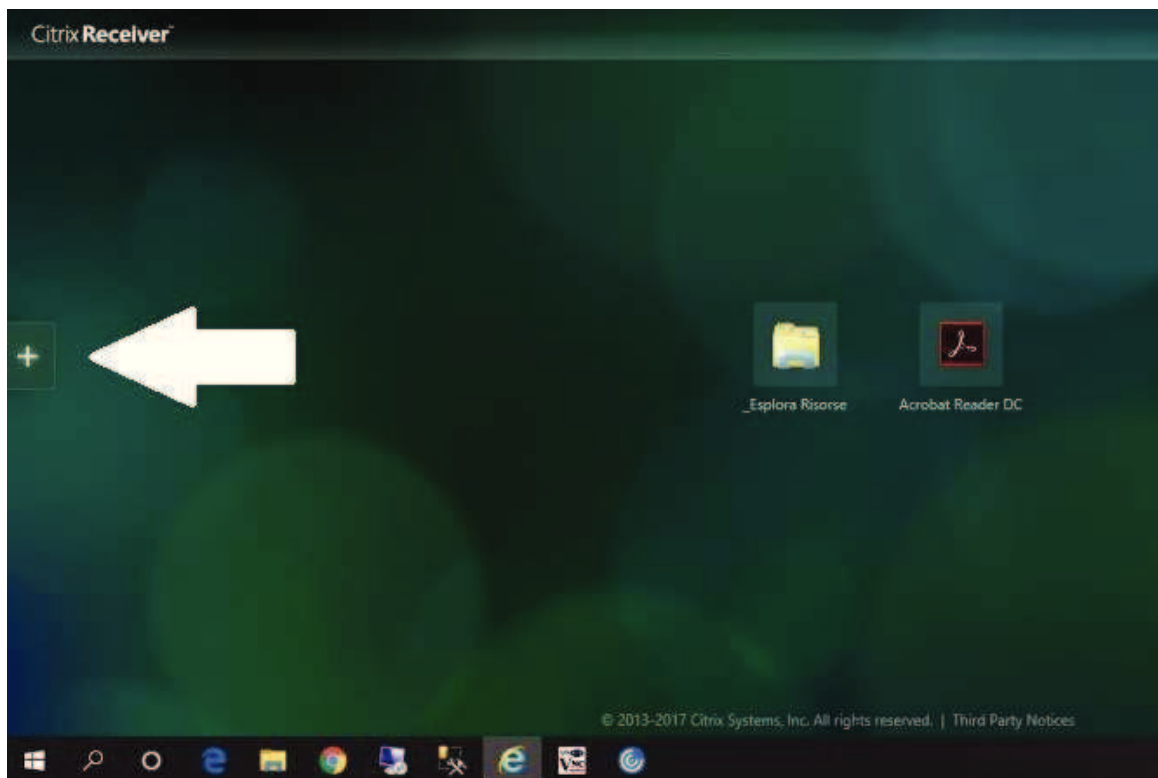 Citrix Receiver
_Esplora Risorse
Acrobat Reader DC
© 2013-2017 Citrix Systems, Inc. All rights reserved. | Third Party Notices